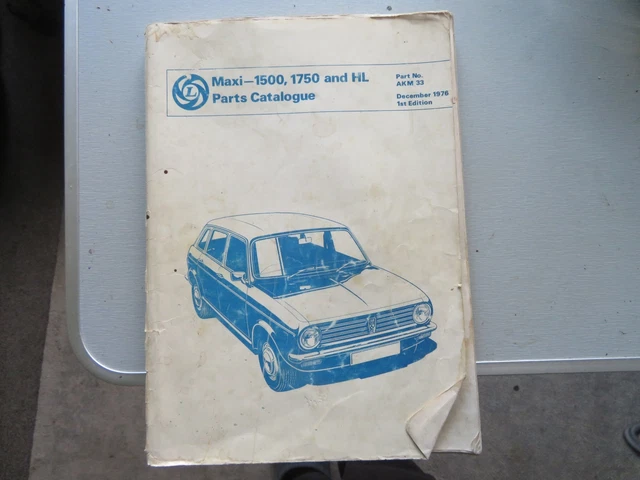 L
Maxi-1500, 1750 and HL
Parts Catalogue
Part No.
AKM 33
December 1976
1st Edition